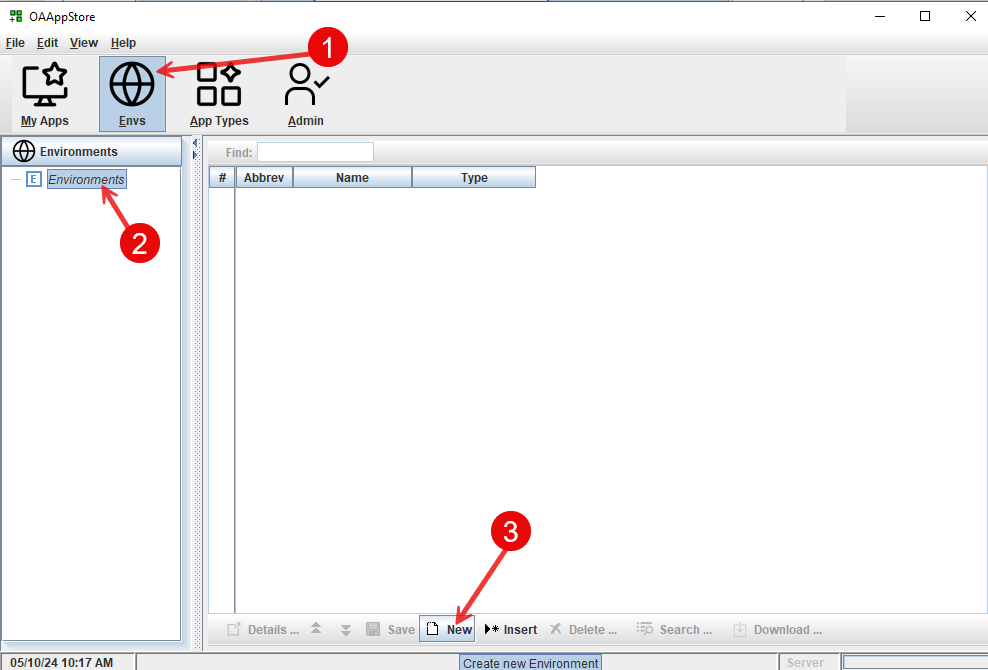 OAAppStore
File Edit View Help
1
My Apps Envs App Types Admin
Environments
Find:
E Environments
# Abbrev Name Type
2
3
Details ... Save New Insert Delete ... Search ... Download ...
05/10/24 10:17 AM Create new Environment Server